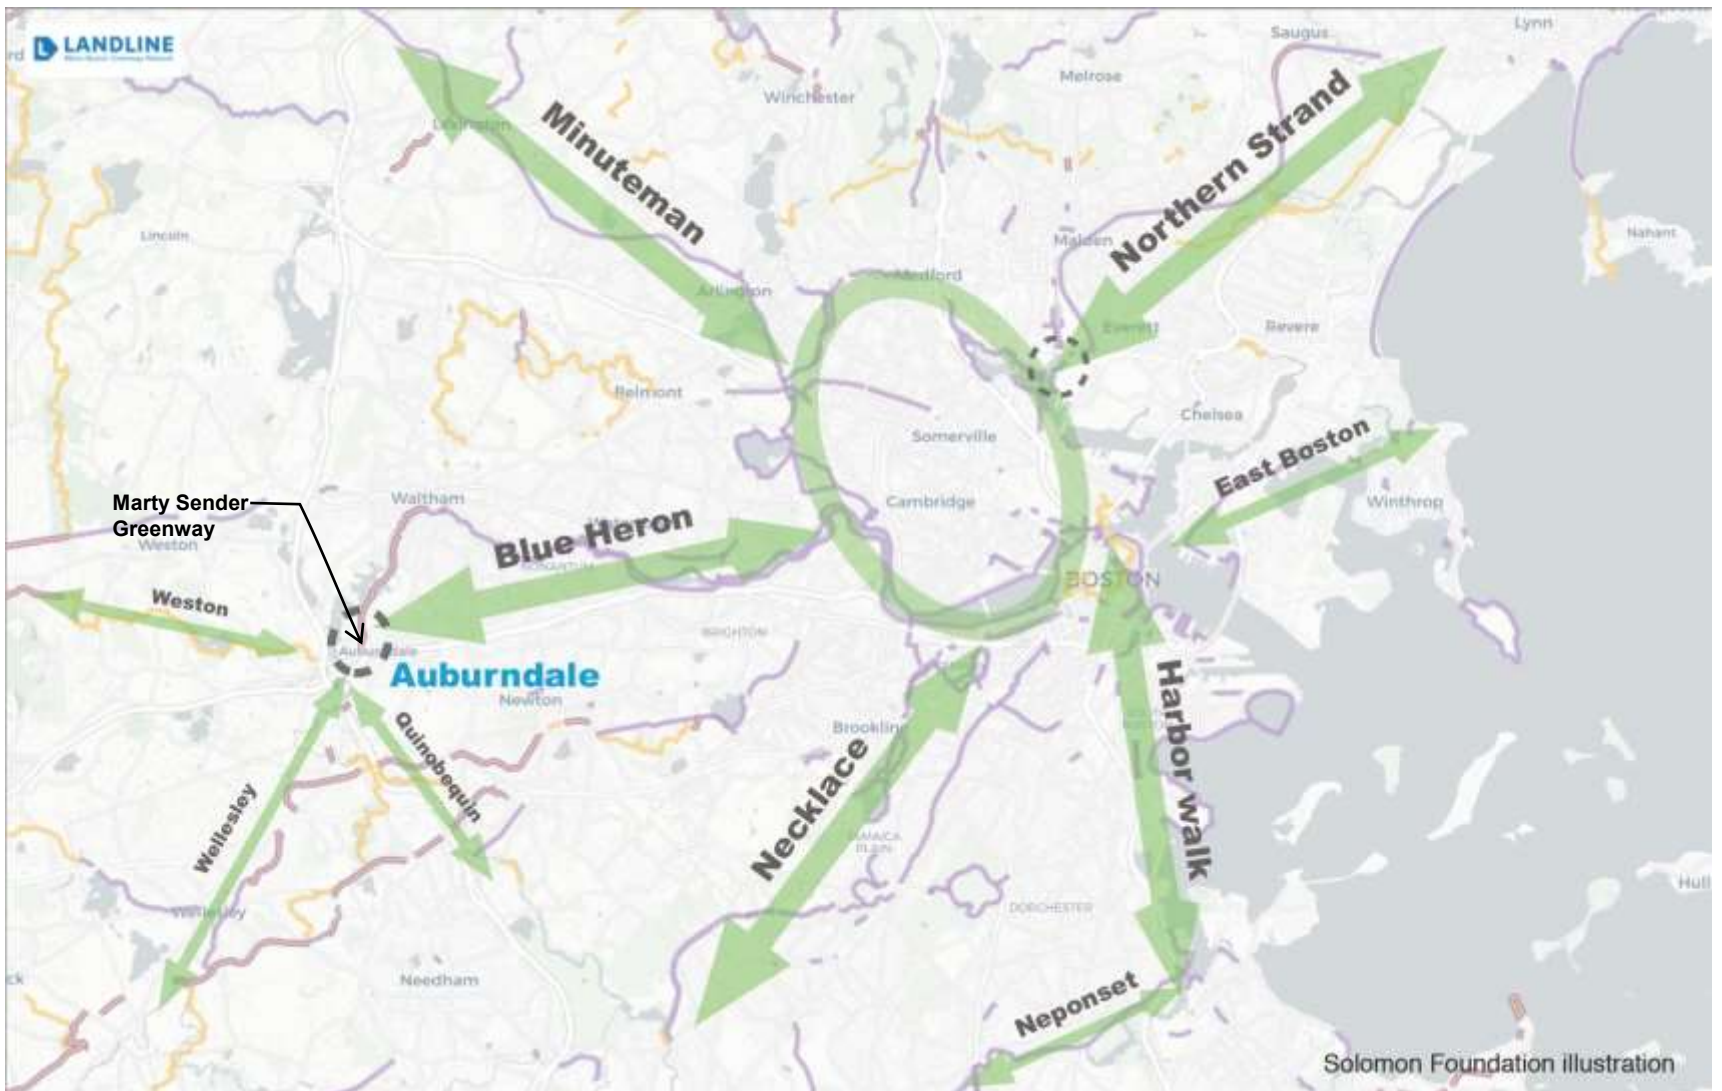 LANDLINE
Saugus
Lynn
Melrose
Winchester
Lexington
Minuteman
Northern Strand
Lincoln
Malden
Nahant
Medford
Arlington
Everett
Revere
Belmont
Chelsea
Somerville
East Boston
Marty Sender
Greenway
Waltham
Cambridge
Winthrop
Weston
Blue Heron
BOSTON
Weston
BRIGHTON
Auburndale
Auburndale
Newton
Quinobequin
Brookline
Harbor walk
Necklace
Wellesley
JAMAICA
PLAIN
Hull
Wellesley
DORCHESTER
Needham
ck
Neponset
Solomon Foundation illustration